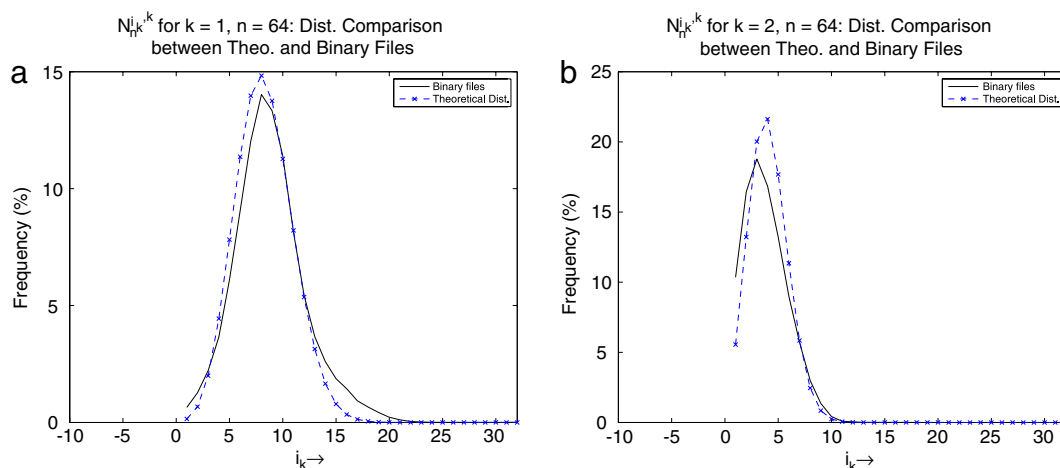 N_{n^k}^{i_k,k} for k = 1, n = 64: Dist. Comparison
between Theo. and Binary Files
a
15
10
5
0
Frequency (%)
Binary files
Theoretical Dist.
-10 -5 0 5 10 15 20 25 30
i_k→
N_{n^k}^{i_k,k} for k = 2, n = 64: Dist. Comparison
between Theo. and Binary Files
b
25
20
15
10
5
0
Frequency (%)
Binary files
Theoretical Dist.
-10 -5 0 5 10 15 20 25 30
i_k→